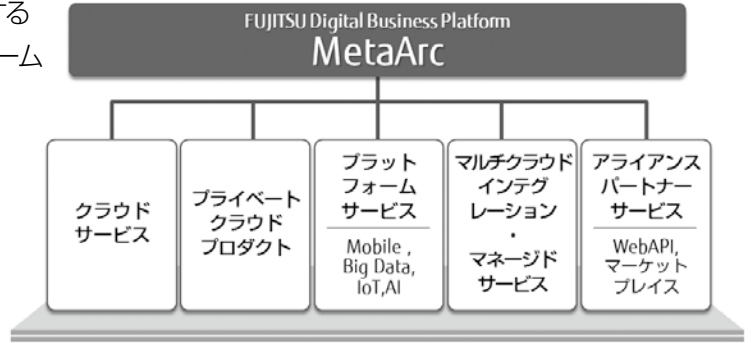 する
ーム
FUJITSU Digital Business Platform
MetaArc
クラウド
サービス
プライベート
クラウド
プロダクト
プラット
フォーム
サービス
Mobile ,
Big Data,
IoT,AI
マルチクラウド
インテグ
レーション
・
マネージド
サービス
アライアンス
パートナー
サービス
WebAPI,
マーケット
プレイス